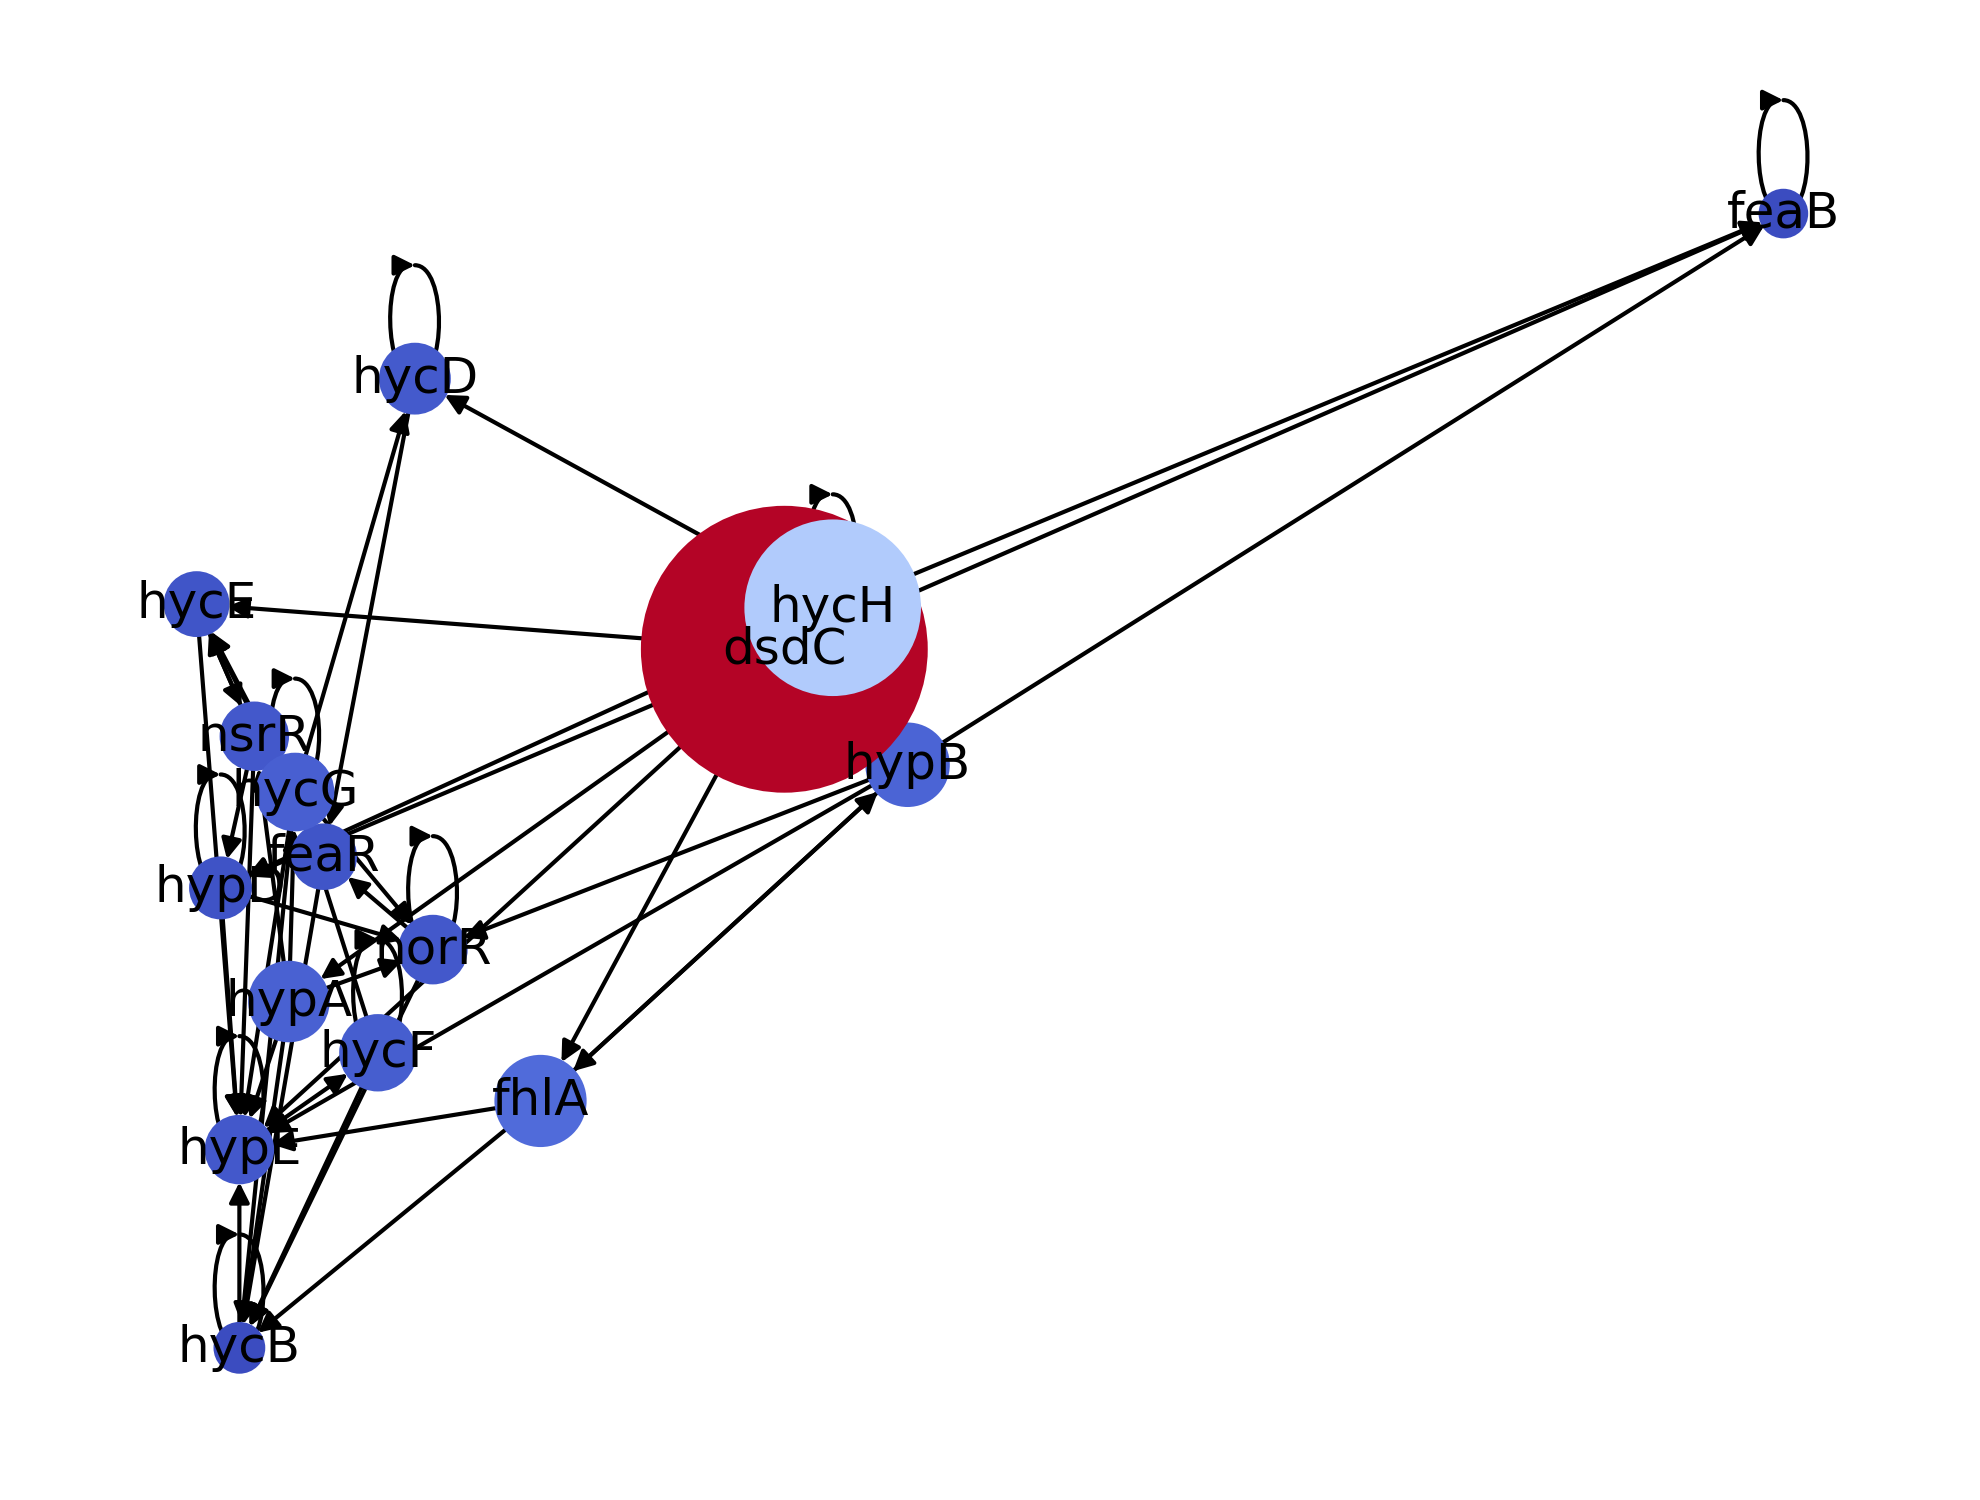 feaB
hycD
hycE
hycH
dsdC
nsrR
hypB
hycG
feaR
hypD
norR
hypA
hycF
fhlA
hypE
hycB